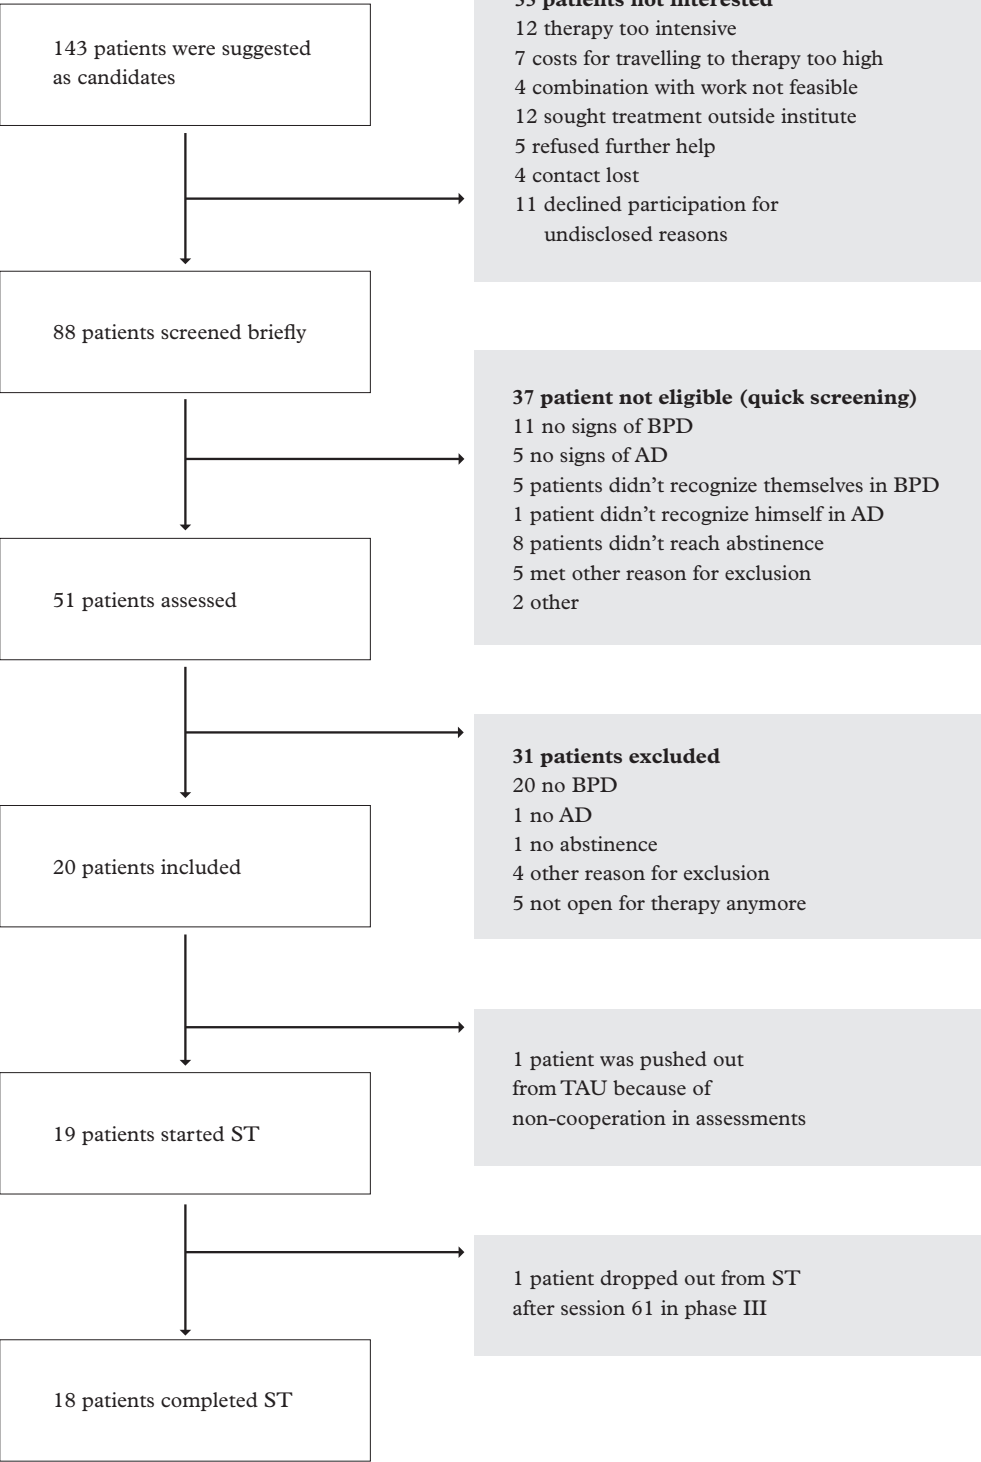 143 patients were suggested
as candidates
55 patients not interested
12 therapy too intensive
7 costs for travelling to therapy too high
4 combination with work not feasible
12 sought treatment outside institute
5 refused further help
4 contact lost
11 declined participation for
undisclosed reasons
88 patients screened briefly
37 patient not eligible (quick screening)
11 no signs of BPD
5 no signs of AD
5 patients didn't recognize themselves in BPD
1 patient didn't recognize himself in AD
8 patients didn't reach abstinence
5 met other reason for exclusion
2 other
51 patients assessed
31 patients excluded
20 no BPD
1 no AD
1 no abstinence
4 other reason for exclusion
5 not open for therapy anymore
20 patients included
1 patient was pushed out
from TAU because of
non-cooperation in assessments
19 patients started ST
1 patient dropped out from ST
after session 61 in phase III
18 patients completed ST